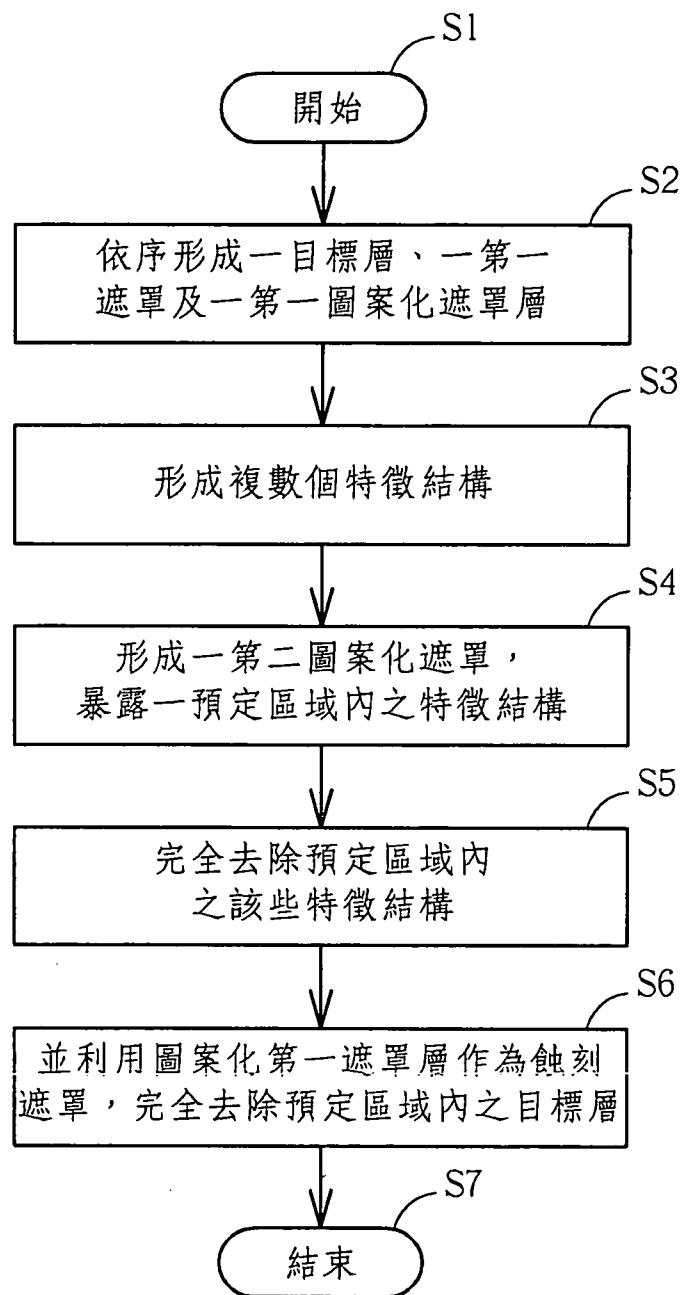 S1
開始
S2
依序形成一目標層、一第一
遮罩及一第一圖案化遮罩層
S3
形成複數個特徵結構
S4
形成一第二圖案化遮罩，
暴露一預定區域內之特徵結構
S5
完全去除預定區域內
之該些特徵結構
S6
並利用圖案化第一遮罩層作為蝕刻
遮罩，完全去除預定區域內之目標層
S7
結束